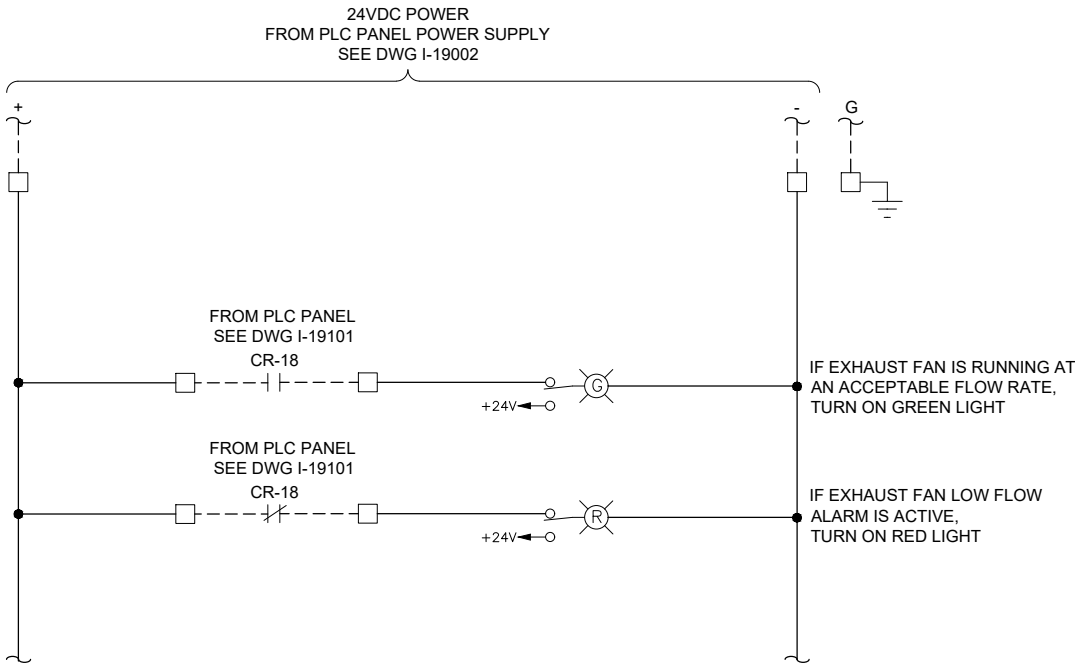 24VDC POWER
FROM PLC PANEL POWER SUPPLY
SEE DWG I-19002
+
-
G
FROM PLC PANEL
SEE DWG I-19101
CR-18
+24V
G
IF EXHAUST FAN IS RUNNING AT
AN ACCEPTABLE FLOW RATE,
TURN ON GREEN LIGHT
FROM PLC PANEL
SEE DWG I-19101
CR-18
+24V
R
IF EXHAUST FAN LOW FLOW
ALARM IS ACTIVE,
TURN ON RED LIGHT